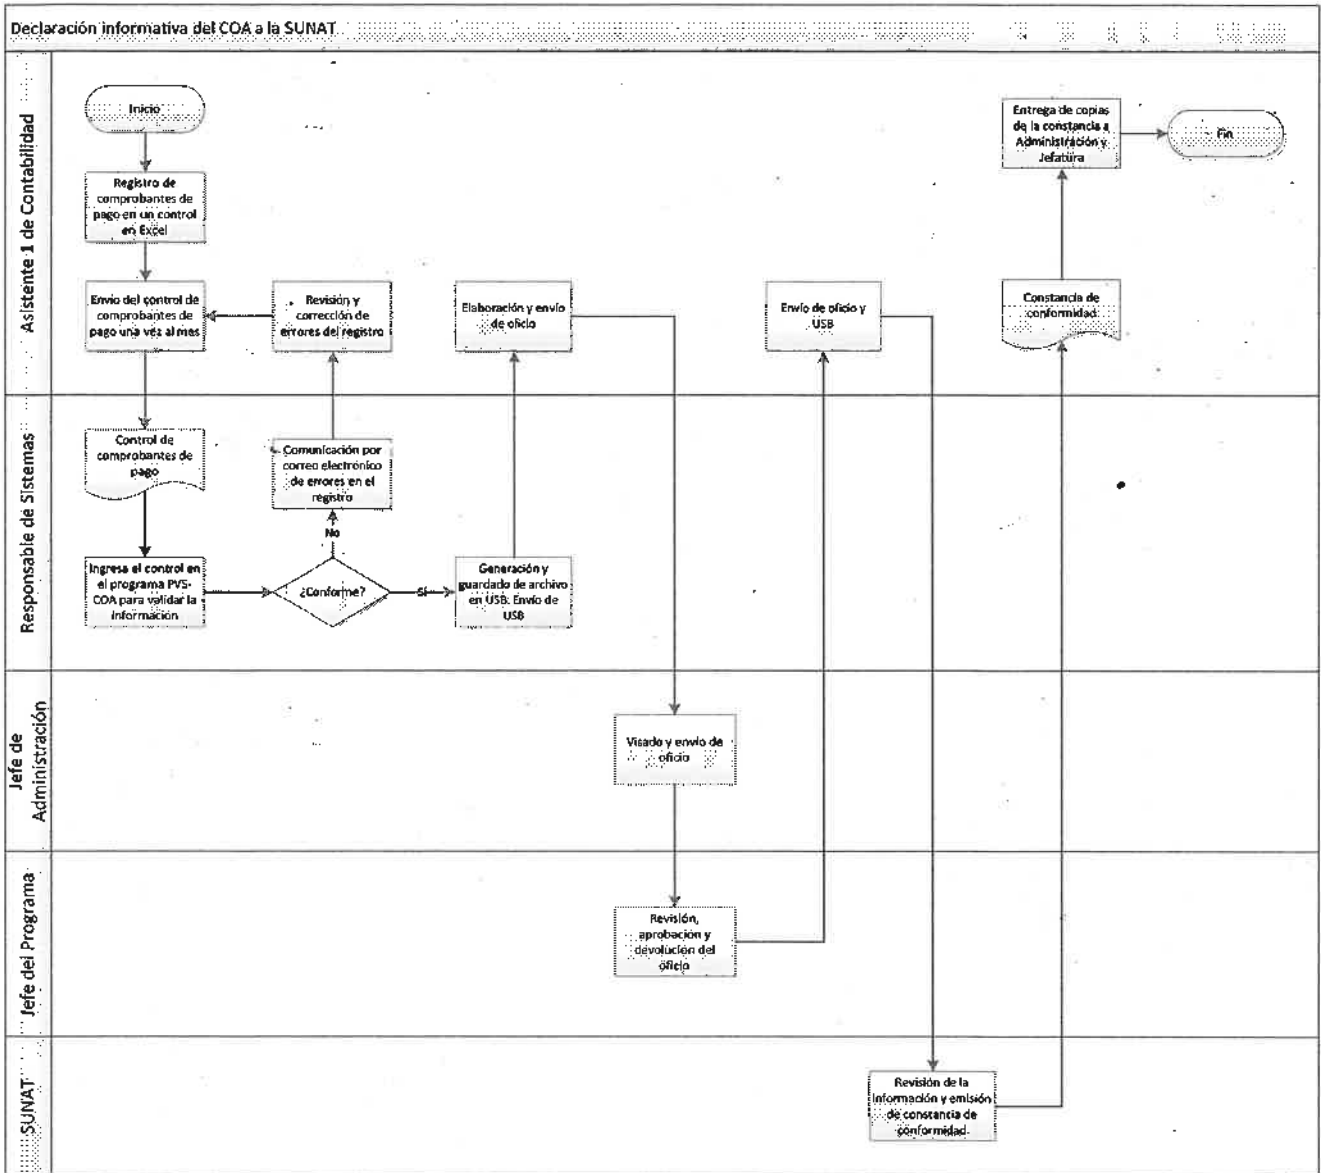 Declaración informativa del COA a la SUNAT
Asistente 1 de Contabilidad
Inicio
Registro de
comprobantes de
pago en un control
en Excel
Envío del control de
comprobantes de
pago una vez al mes
Revisión y
corrección de
errores del registro
Elaboración y envío
de oficio
Envío de oficio y
USB
Constancia de
conformidad
Entrega de copias
de la constancia a
Administración y
Jefatura
Fin
Responsable de Sistemas
Control de
comprobantes de
pago
Comunicación por
correo electrónico
de errores en el
registro
No
Ingresa el control en
el programa PVS-
COA para validar la
información
¿Conforme?
Sí
Generación y
guardado de archivo
en USB. Envío de
USB
Jefe de
Administración
Visado y envío de
oficio
Jefe del Programa
Revisión,
aprobación y
devolución del
oficio
SUNAT
Revisión de la
información y emisión
de constancia de
conformidad.